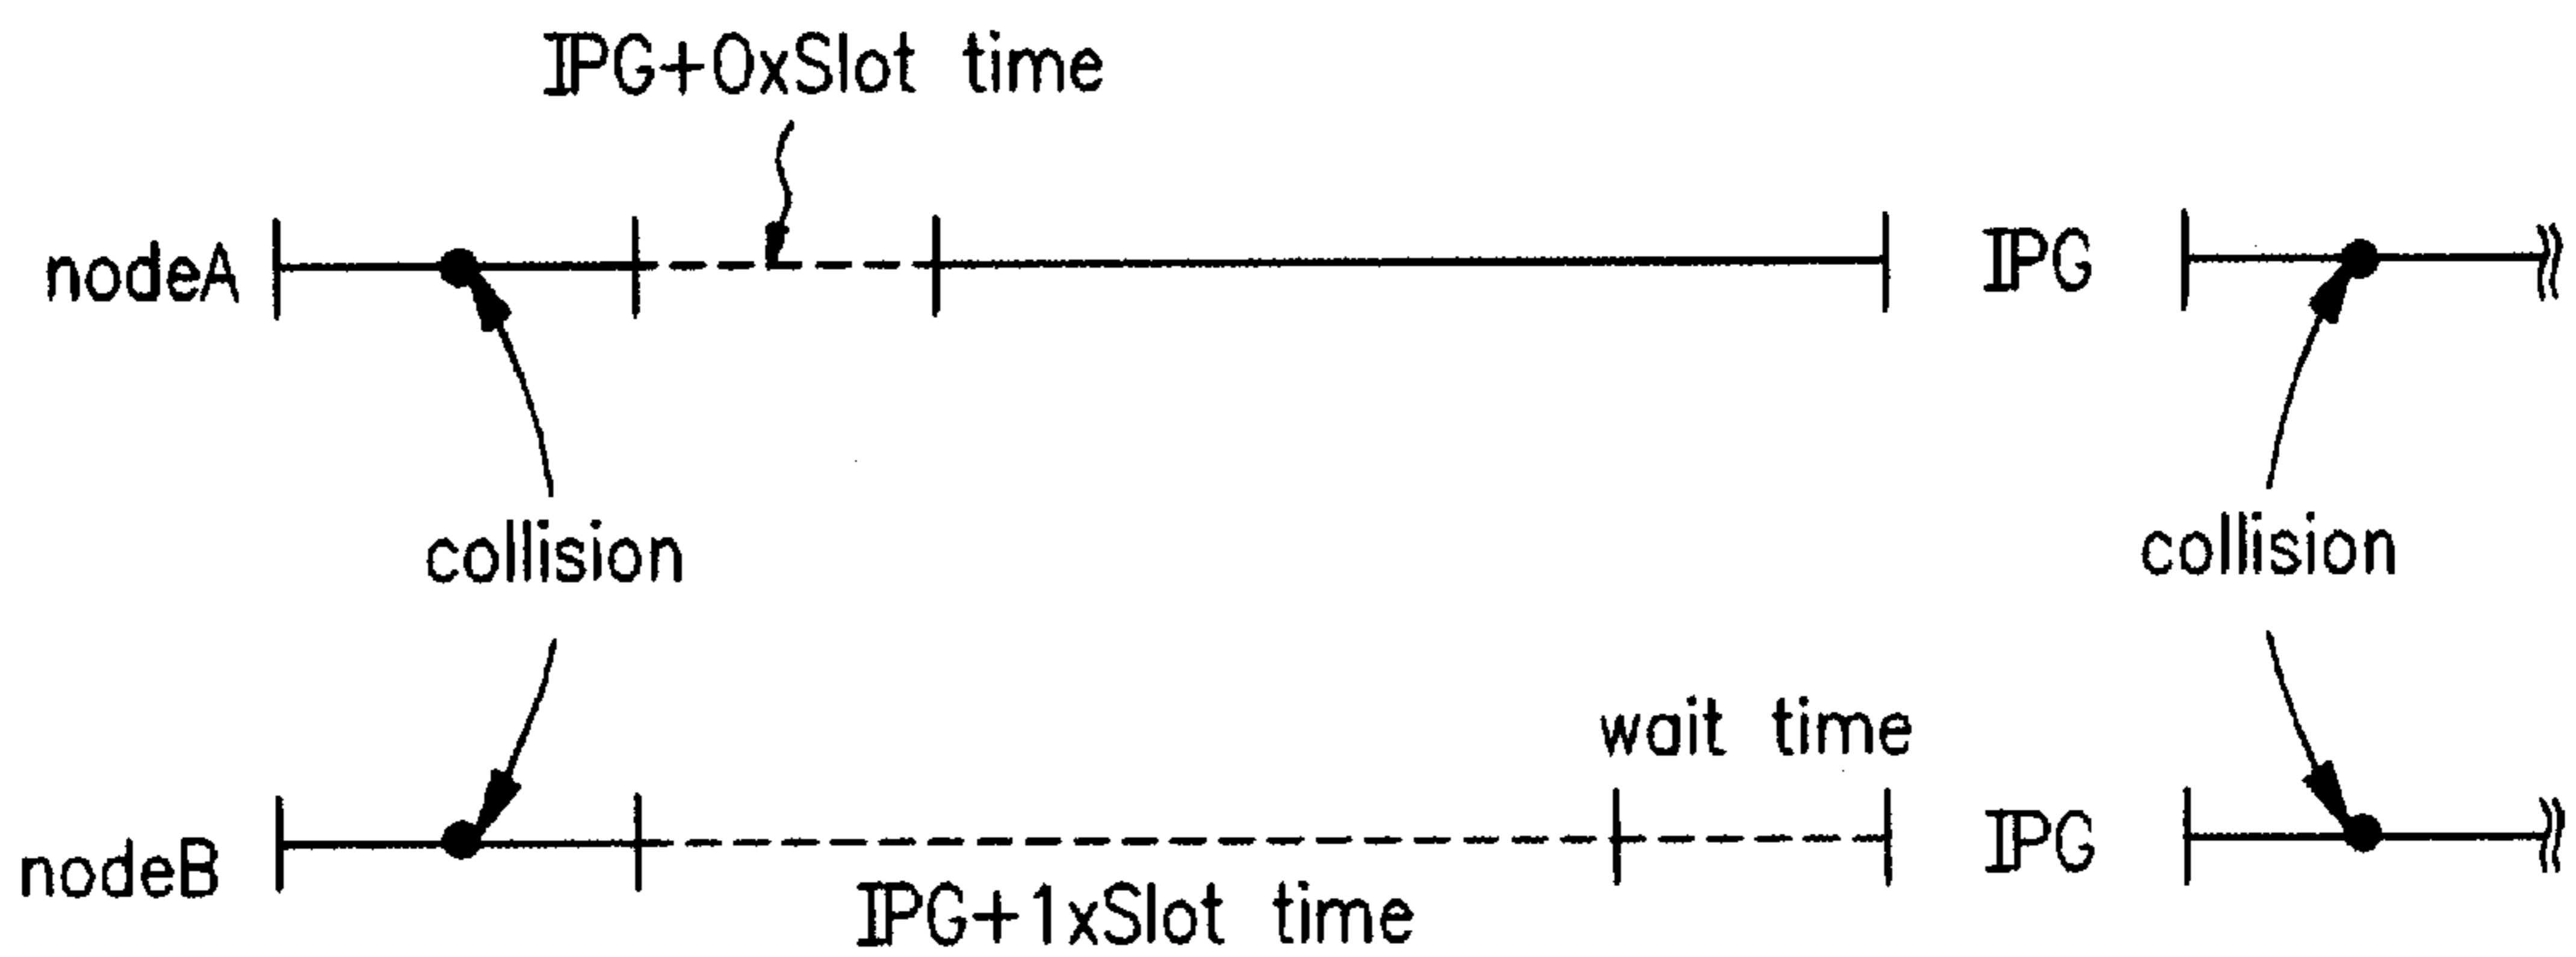 IPG+0xSlot time
nodeA
IPG
collision
collision
wait time
nodeB
IPG
IPG+1xSlot time